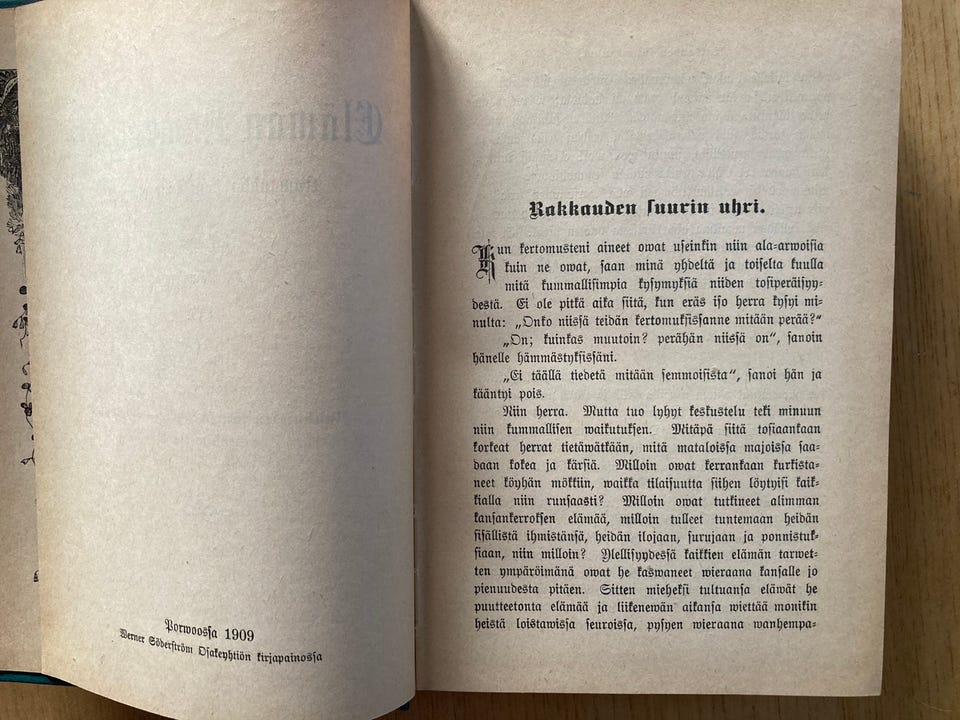 Porwoossa 1909
Werner Söderström Osakeyhtiön kirjapainossa
Rakkauden suurin uhri.
Kun kertomusteni aineet owat useinkin niin ala-arwoisia
kuin ne owat, saan minä yhdeltä ja toiselta kuulla
mitä kummallisimpia kysymyksiä niiden tosiperäisyy-
destä. Ei ole pitkä aika siitä, kun eräs iso herra kysyi mi-
nulta: „Onko niissä teidän kertomuksissanne mitään perää?“
„On; kuinkas muutoin? perähän niissä on“, sanoin
hänelle hämmästyksissäni.
„Ei täällä tiedetä mitään semmoisista“, sanoi hän ja
kääntyi pois.
Niin herra. Mutta tuo lyhyt keskustelu teki minuun
niin kummallisen waikutuksen. Mitäpä siitä tosiaankaan
korkeat herrat tietäwätkään, mitä mataloissa majoissa saa-
daan kokea ja kärsiä. Milloin owat kerrankaan kurkista-
neet köyhän mökkiin, waikka tilaisuutta siihen löytyisi kaik-
kialla niin runsaasti? Milloin owat tutkineet alimman
kansankerroksen elämää, milloin tulleet tuntemaan heidän
sisällistä ihmistänsä, heidän ilojaan, surujaan ja ponnistuk-
siaan, niin milloin? Ylellisyydessä kaikkien elämän tarwet-
ten ympäröimänä owat he kaswaneet wieraana kansalle jo
pienuudesta pitäen. Sitten mieheksi tultuansa eläwät he
puutteetonta elämää ja liikenewän aikansa wiettää monikin
heistä loistawissa seuroissa, pysyen wieraana wanhempa-